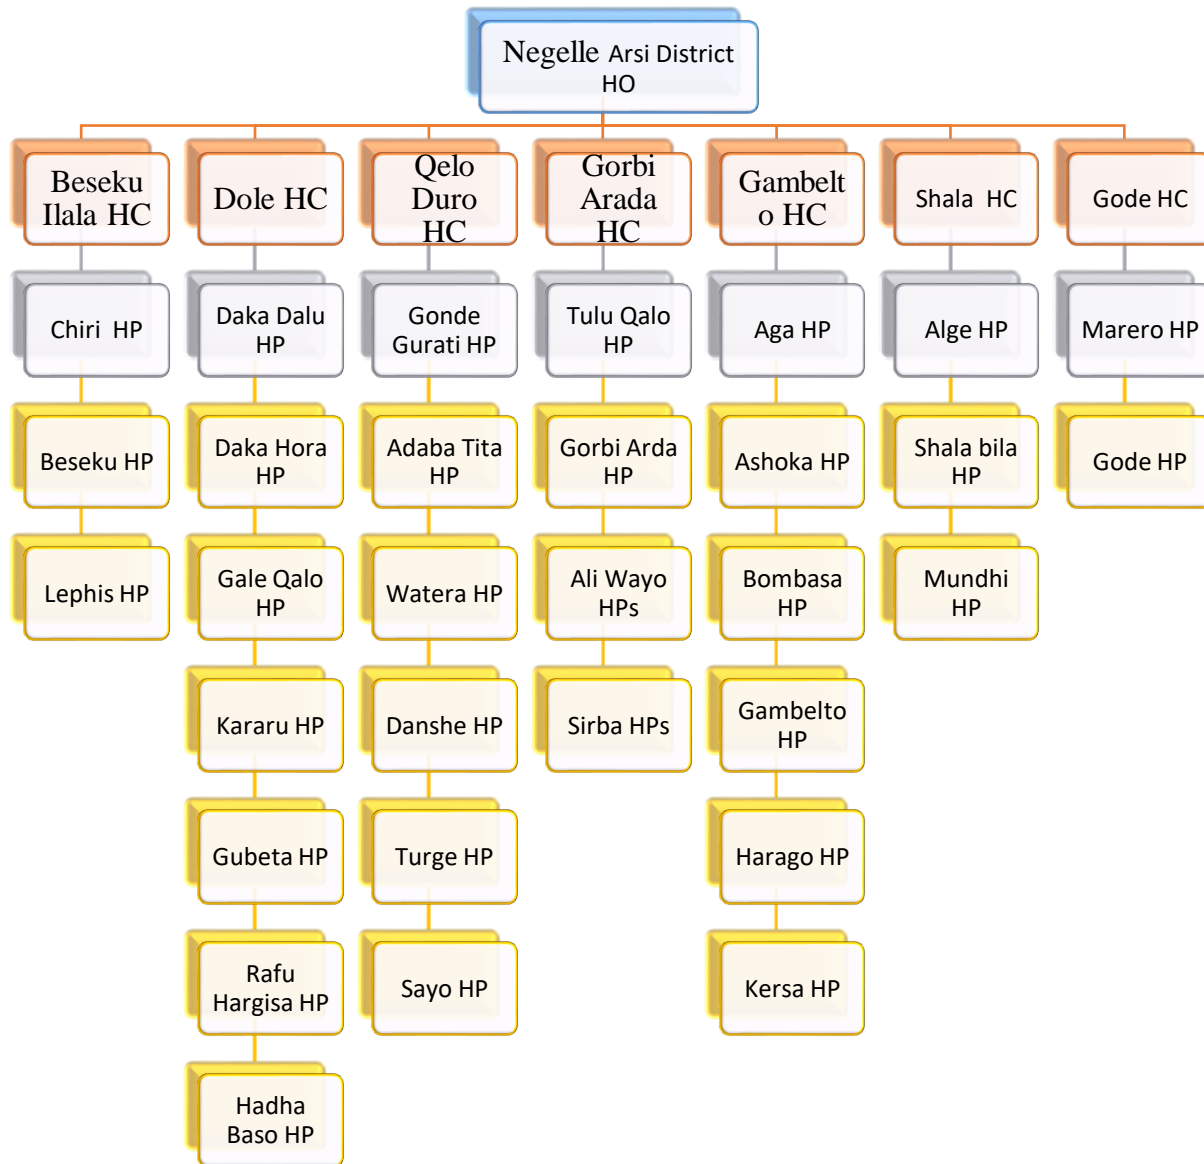 Negelle Arsi District
HO
Beseku
Ilala HC
Dole HC
Qelo
Duro
HC
Gorbi
Arada
HC
Gambelt
o HC
Shala HC
Gode HC
Chiri HP
Daka Dalu
HP
Gonde
Gurati HP
Tulu Qalo
HP
Aga HP
Alge HP
Marero HP
Beseku HP
Daka Hora
HP
Adaba Tita
HP
Gorbi Arda
HP
Ashoka HP
Shala bila
HP
Gode HP
Lephis HP
Gale Qalo
HP
Watera HP
Ali Wayo
HPs
Bombasa
HP
Mundhi
HP
Kararu HP
Danshe HP
Sirba HPs
Gambelto
HP
Gubeta HP
Turge HP
Harago HP
Rafu
Hargisa HP
Sayo HP
Kersa HP
Hadha
Baso HP